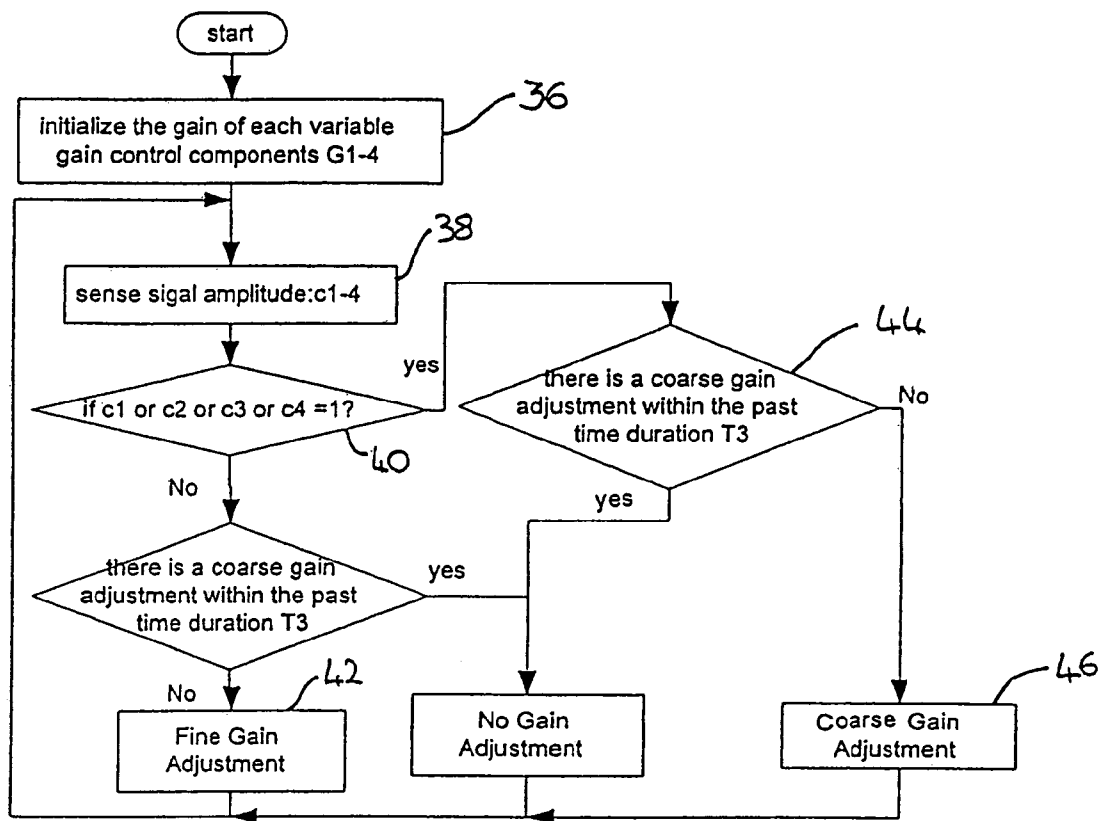 start
initialize the gain of each variable
gain control components G1-4
36
sense sigal amplitude:c1-4
38
if c1 or c2 or c3 or c4 =1?
40
yes
No
there is a coarse gain
adjustment within the past
time duration T3
44
No
yes
there is a coarse gain
adjustment within the past
time duration T3
yes
No
Fine Gain
Adjustment
42
No Gain
Adjustment
Coarse Gain
Adjustment
46